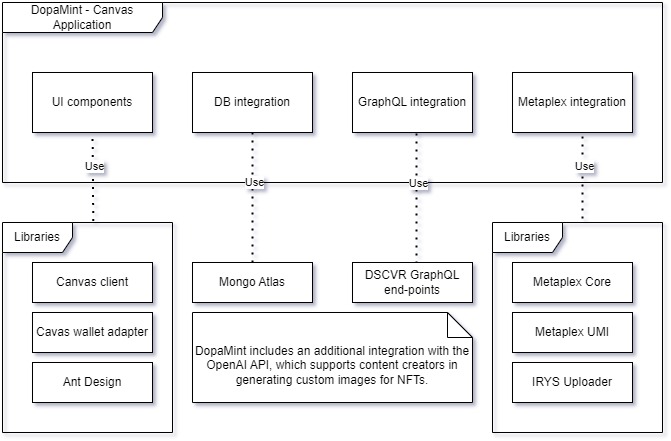 DopaMint - Canvas
Application
UI components
DB integration
GraphQL integration
Metaplex integration
Use
Use
Use
Use
Libraries
Canvas client
Cavas wallet adapter
Ant Design
Mongo Atlas
DSCVR GraphQL
end-points
DopaMint includes an additional integration with the
OpenAI API, which supports content creators in
generating custom images for NFTs.
Libraries
Metaplex Core
Metaplex UMI
IRYS Uploader